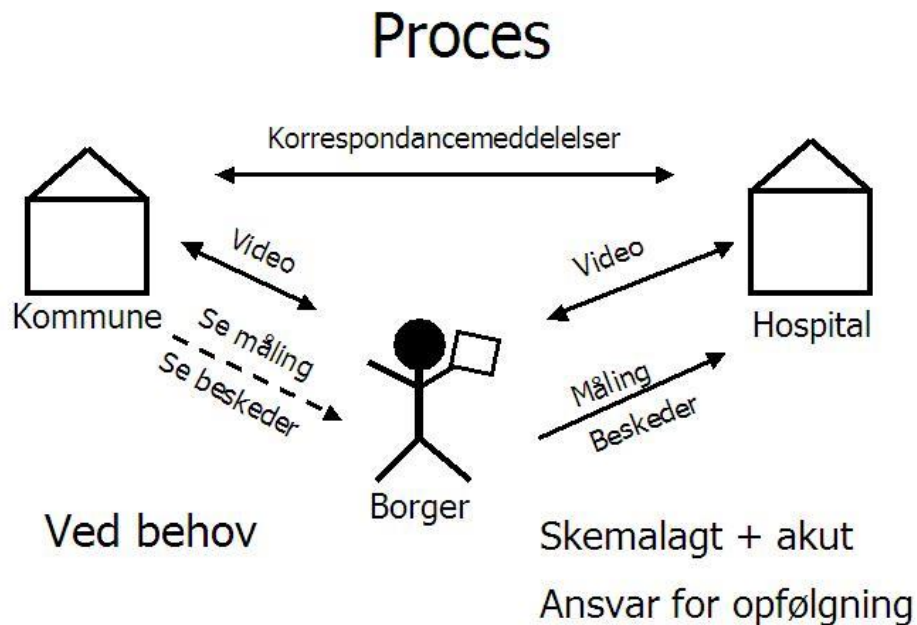 Proces
Korrespondancemeddelelser
Video
Video
Kommune
Hospital
Se måling
Se beskeder
Måling
Beskeder
Borger
Ved behov
Skemalagt + akut
Ansvar for opfølgning